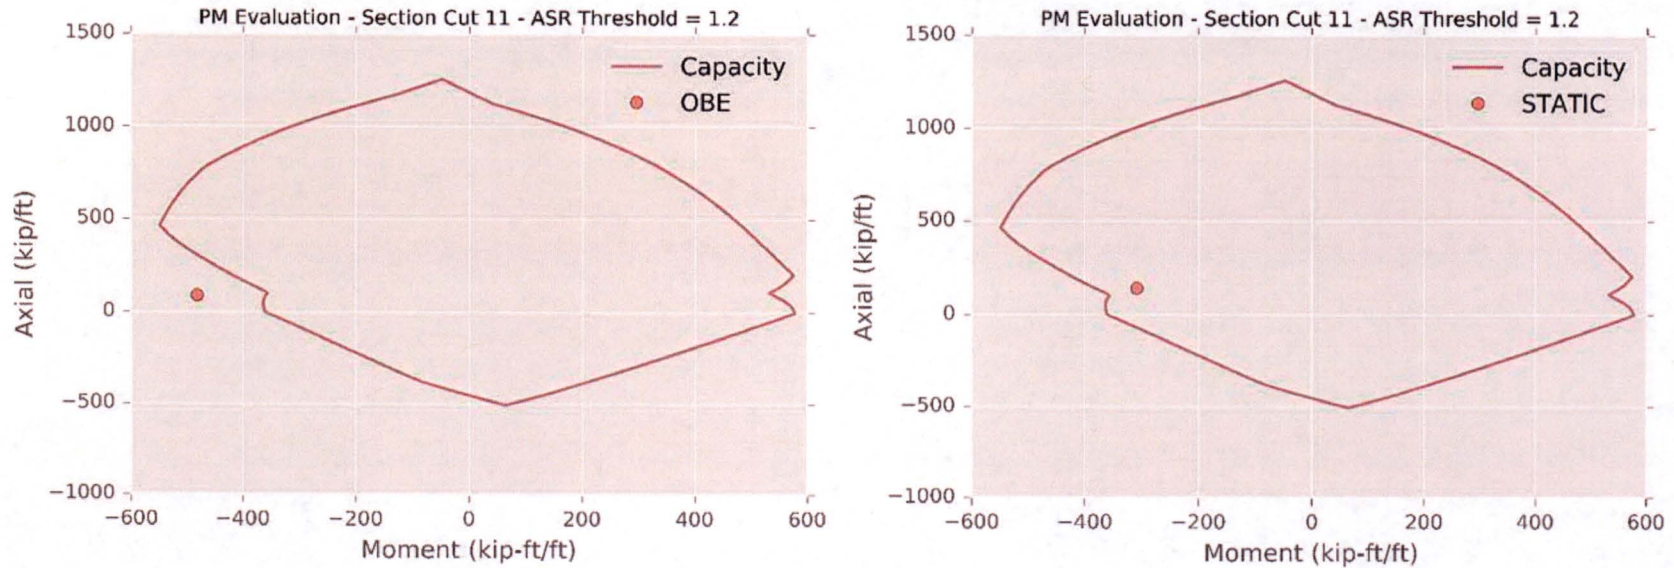 PM Evaluation - Section Cut 11 - ASR Threshold = 1.2
1500
1000
500
0
−500
−1000
Axial (kip/ft)
Capacity
OBE
−600 −400 −200 0 200 400 600
Moment (kip-ft/ft)
PM Evaluation - Section Cut 11 - ASR Threshold = 1.2
1500
1000
500
0
−500
−1000
Axial (kip/ft)
Capacity
STATIC
−600 −400 −200 0 200 400 600
Moment (kip-ft/ft)